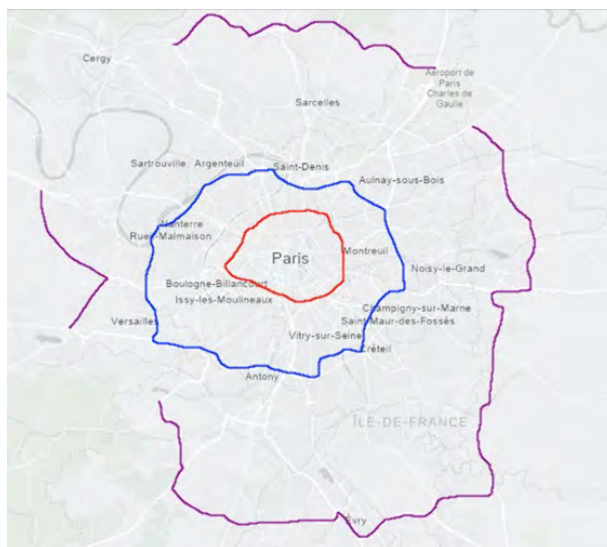 Cergy
Aéroport de
Paris
Charles de
Gaulle
Sarcelles
Sartrouville
Argenteuil
Saint-Denis
Aulnay-sous-Bois
Nanterre
Rueil-Malmaison
Paris
Montreuil
Noisy-le-Grand
Boulogne-Billancourt
Issy-les-Moulineaux
Champigny-sur-Marne
Saint-Maur-des-Fossés
Versailles
Vitry-sur-Seine
Créteil
Antony
ÎLE-DE-FRANCE
Évry